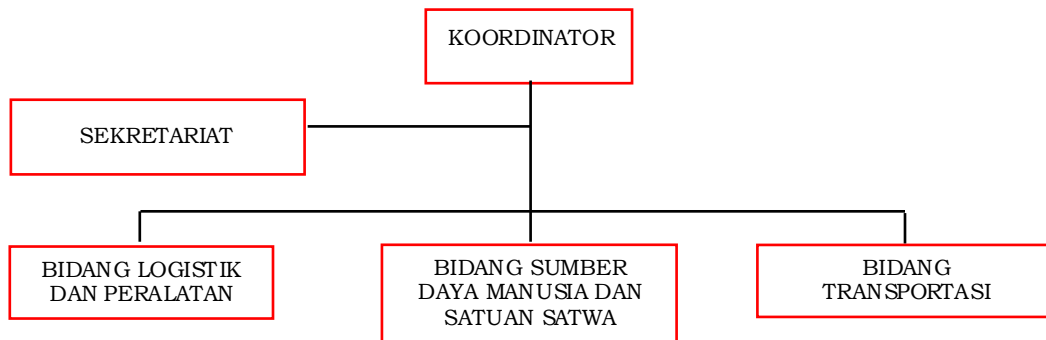 KOORDINATOR
SEKRETARIAT
BIDANG LOGISTIK
DAN PERALATAN
BIDANG SUMBER
DAYA MANUSIA DAN
SATUAN SATWA
BIDANG
TRANSPORTASI